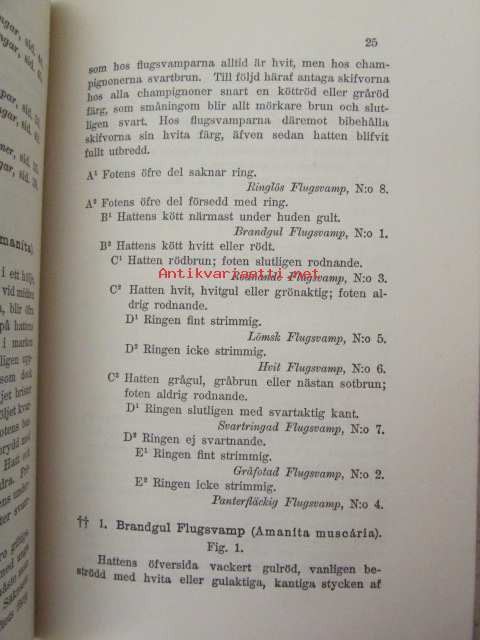 25
som hos flugsvamparna alltid är hvit, men hos cham-
pignonerna svartbrun. Till följd häraf antaga skifvorna
hos alla champignoner snart en köttröd eller gråröd
färg, som småningom blir allt mörkare brun och slut-
ligen svart. Hos flugsvamparna däremot bibehålla
skifvorna sin hvita färg, äfven sedan hatten blifvit
fullt utbredd.
A¹ Fotens öfre del saknar ring.
Ringlös Flugsvamp, N:o 8.
A² Fotens öfre del försedd med ring.
B¹ Hattens kött närmast under huden gult.
Brandgul Flugsvamp, N:o 1.
B² Hattens kött hvitt eller rödt.
C¹ Hatten rödbrun; foten slutligen rodnande.
Antikvariaatti.net
Rodnande Flugsvamp, N:o 3.
C² Hatten hvit, hvitgul eller grönaktig; foten al-
drig rodnande.
D¹ Ringen fint strimmig.
Lömsk Flugsvamp, N:o 5.
D² Ringen icke strimmig.
Hvit Flugsvamp, N:o 6.
C³ Hatten grågul, gråbrun eller nästan sotbrun;
foten aldrig rodnande.
D¹ Ringen slutligen med svartaktig kant.
Svartringad Flugsvamp, N:o 7.
D² Ringen ej svartnande.
E¹ Ringen fint strimmig.
Gråfotad Flugsvamp, N:o 2.
E² Ringen icke strimmig.
Panterfläckig Flugsvamp, N:o 4.
†† 1. Brandgul Flugsvamp (Amaníta muscária).
Fig. 1.
Hattens öfversida vackert gulröd, vanligen be-
strödd med hvita eller gulaktiga, kantiga stycken af